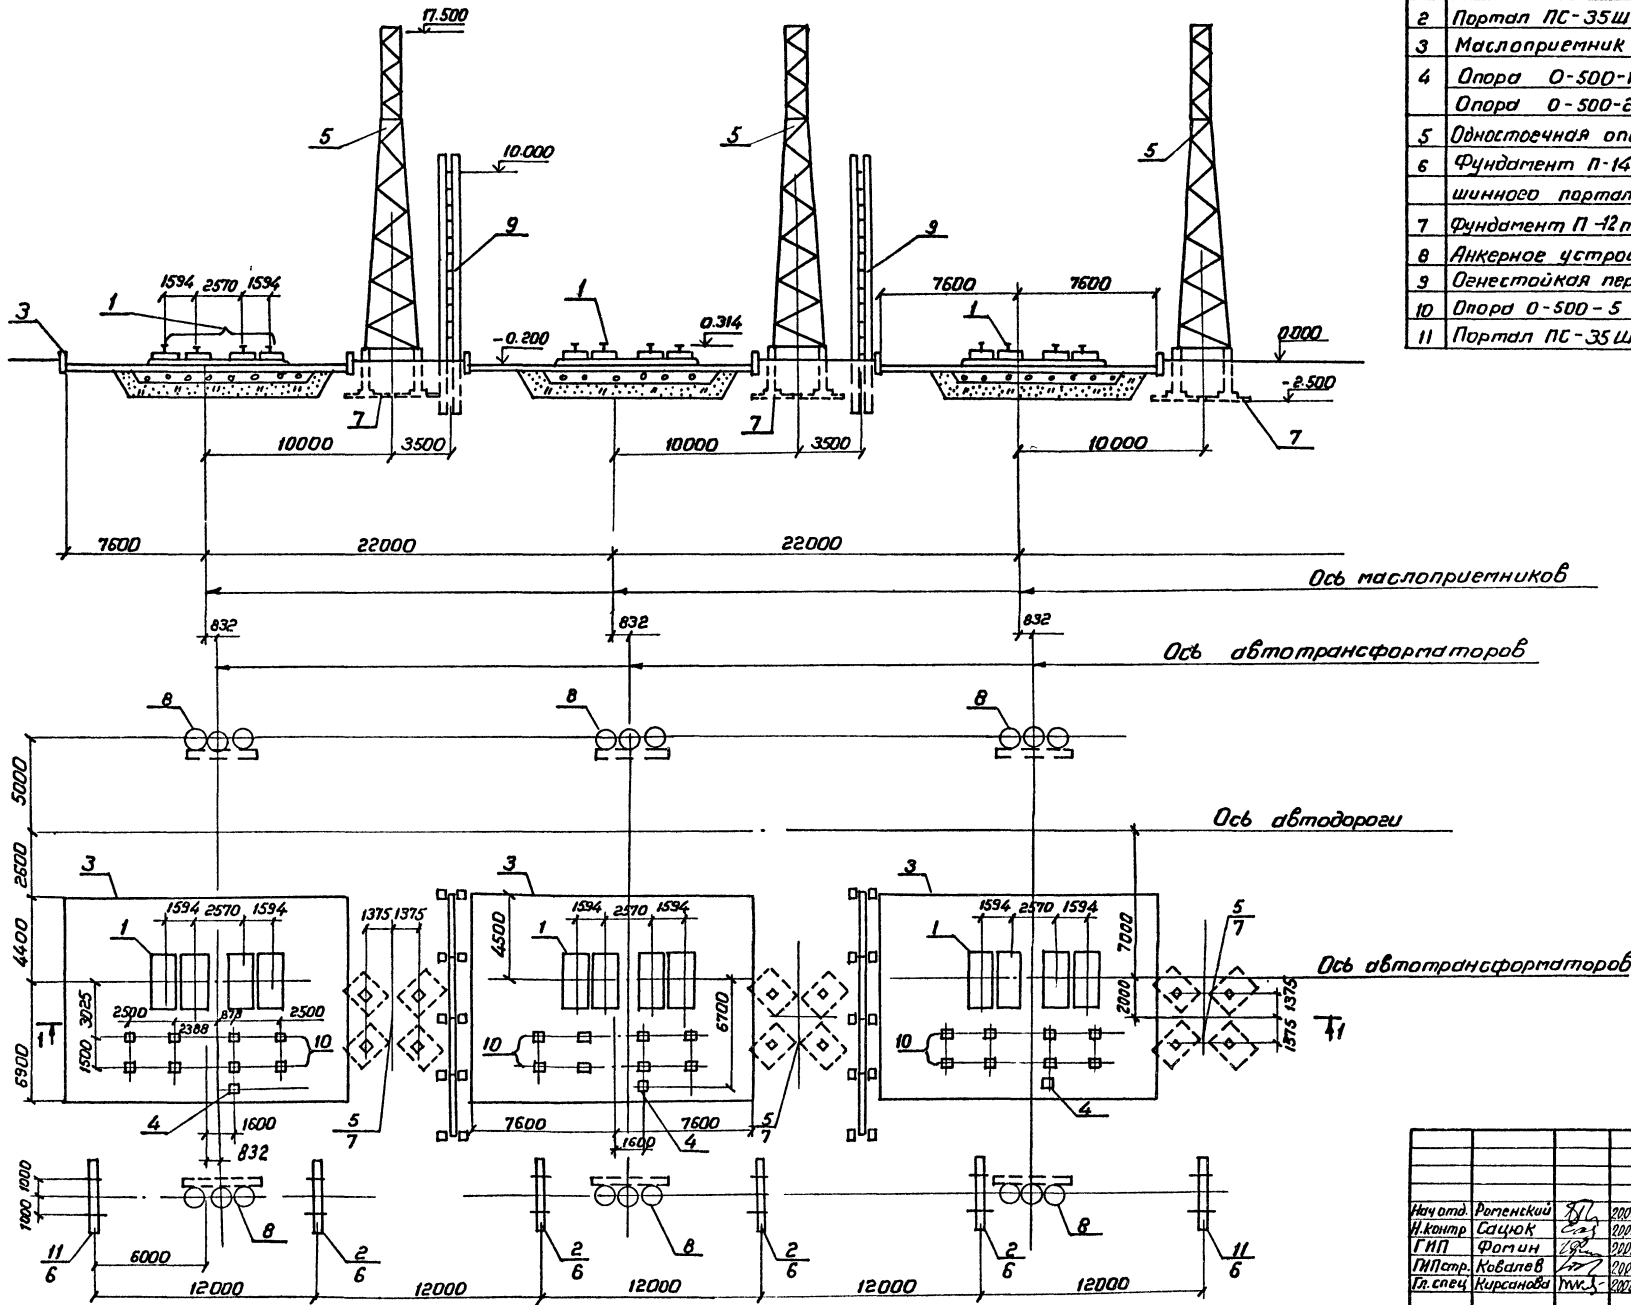 17.500
5
5
5
10.000
9
9
1594 2570 1594
1
3
1
7600 7600
1
-0.200
0.314
0.000
-2.500
7
7
7
10000 3500
10000 3500
10000
7600 22000 22000
Ось маслоприемников
832
832
832
Ось автотрансформаторов
8
8
8
5000
Ось автодороги
2600
3
3
3
1594 2570 1594
1375 1375
1594 2570 1594
1594 2570 1594
5
7
4400
1
4500
1
1
7000
Ось автотрансформаторов
3025
2500 2388 878 2500
6700
2000
1375
1375
1
1
6900
1500
10
10
10
4
1600
5
7
7600 7600
1600
4
5
7
4
832
1000 1000
8
8
8
11
6
6000
2
6
2
6
2
6
2
6
11
6
12000 12000 12000 12000 12000
2 Портал ПС-35Ш
3 Маслоприемник
4 Опора О-500-
Опора О-500-2
5 Одностоечная
6 Фундамент П-14
шинного
7 Фундамент П-12
8 Анкерное
9 Огнестойкая
10 Опора О-500-5
11 Портал ПС-35Ш
Нач отд. Роменский
Н.контр Сацюк
ГИП Фомин
ГИПстр. Ковалев
Гл. спец Кирсанова